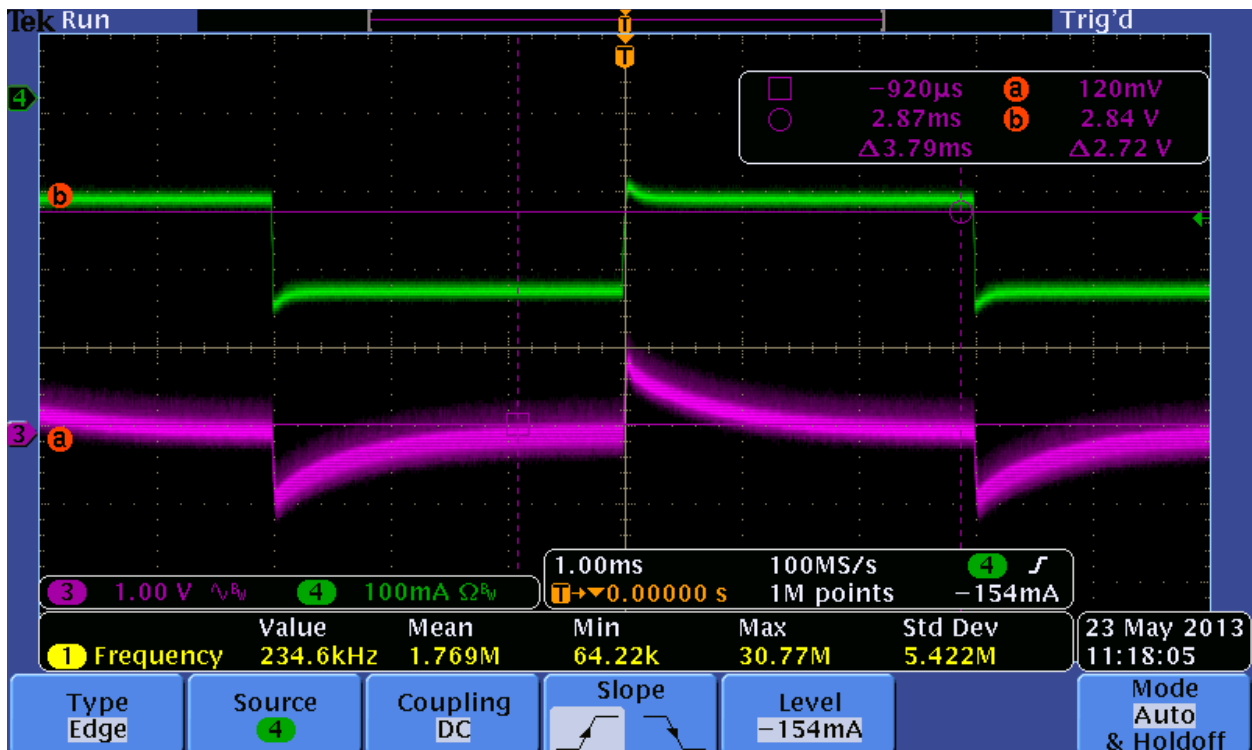 Tek Run Trig'd
T
T
4
□ −920µs a 120mV
○ 2.87ms b 2.84 V
Δ3.79ms Δ2.72 V
b
3
a
3 1.00 V ∿Bw 4 100mA ΩBw
1.00ms 100MS/s 4 ʃ
T→▼0.00000 s 1M points −154mA
Value Mean Min Max Std Dev
1 Frequency 234.6kHz 1.769M 64.22k 30.77M 5.422M
23 May 2013
11:18:05
Type
Edge
Source
4
Coupling
DC
Slope
Level
−154mA
Mode
Auto
& Holdoff